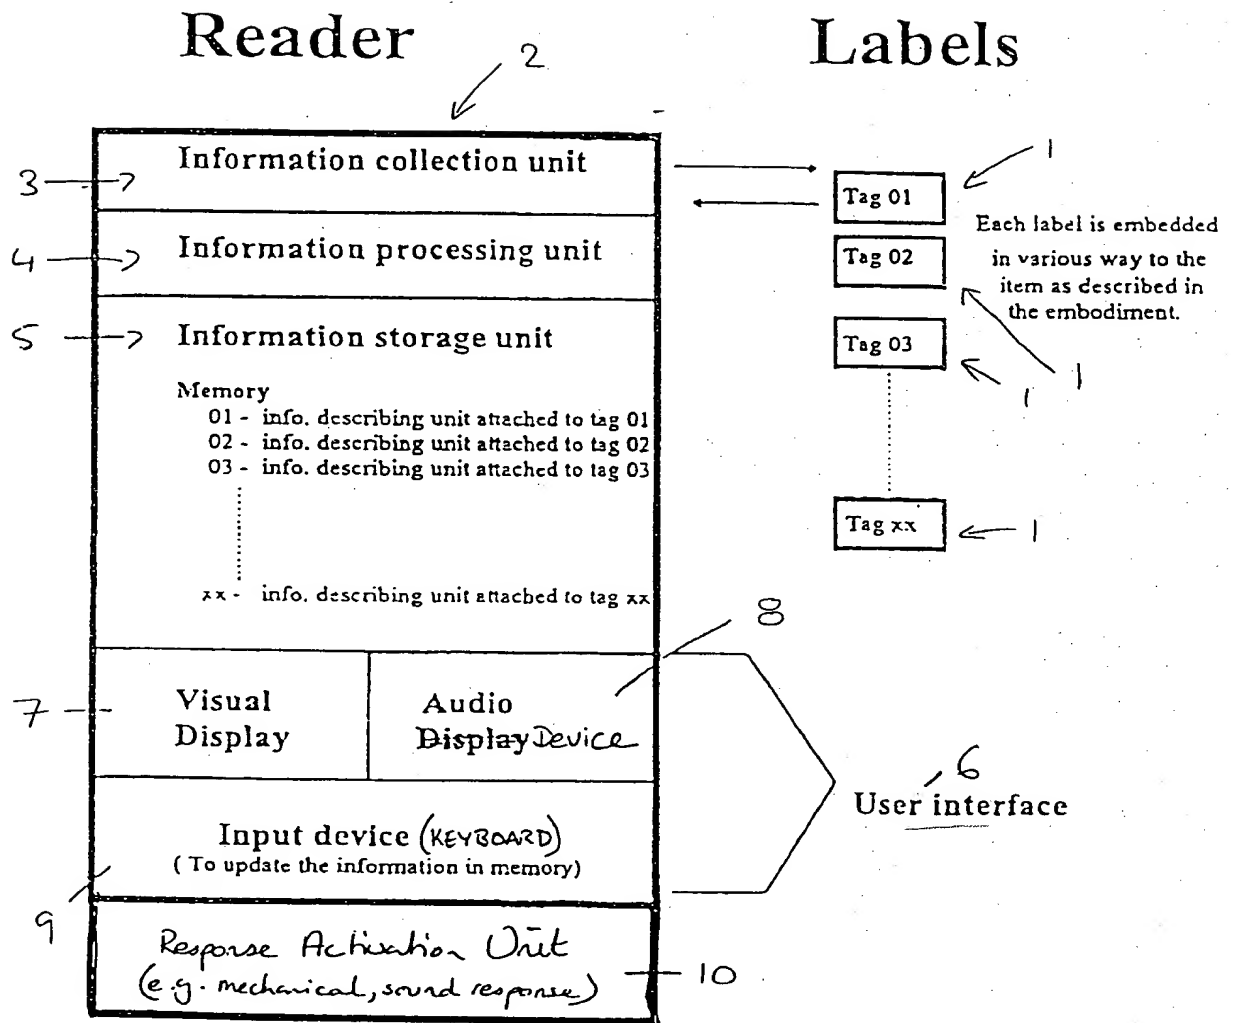 Reader
Labels
2
Information collection unit
3
Information processing unit
4
Information storage unit
5
Memory
01 - info. describing unit attached to tag 01
02 - info. describing unit attached to tag 02
03 - info. describing unit attached to tag 03
xx - info. describing unit attached to tag xx
Tag 01
1
Tag 02
1
Tag 03
1
Tag xx
1
Each label is embedded
in various way to the
item as described in
the embodiment.
8
7
Visual
Display
Audio
Display Device
6
User interface
Input device (KEYBOARD)
( To update the information in memory)
9
Response Activation Unit
(e.g. mechanical, sound response)
10